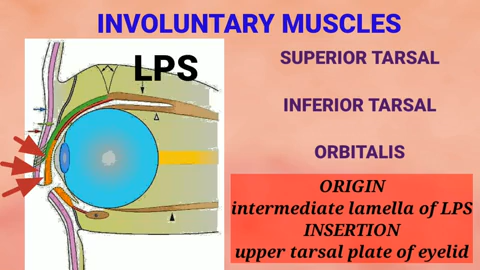 INVOLUNTARY MUSCLES
LPS
SUPERIOR TARSAL
INFERIOR TARSAL
ORBITALIS
ORIGIN
intermediate lamella of LPS
INSERTION
upper tarsal plate of eyelid